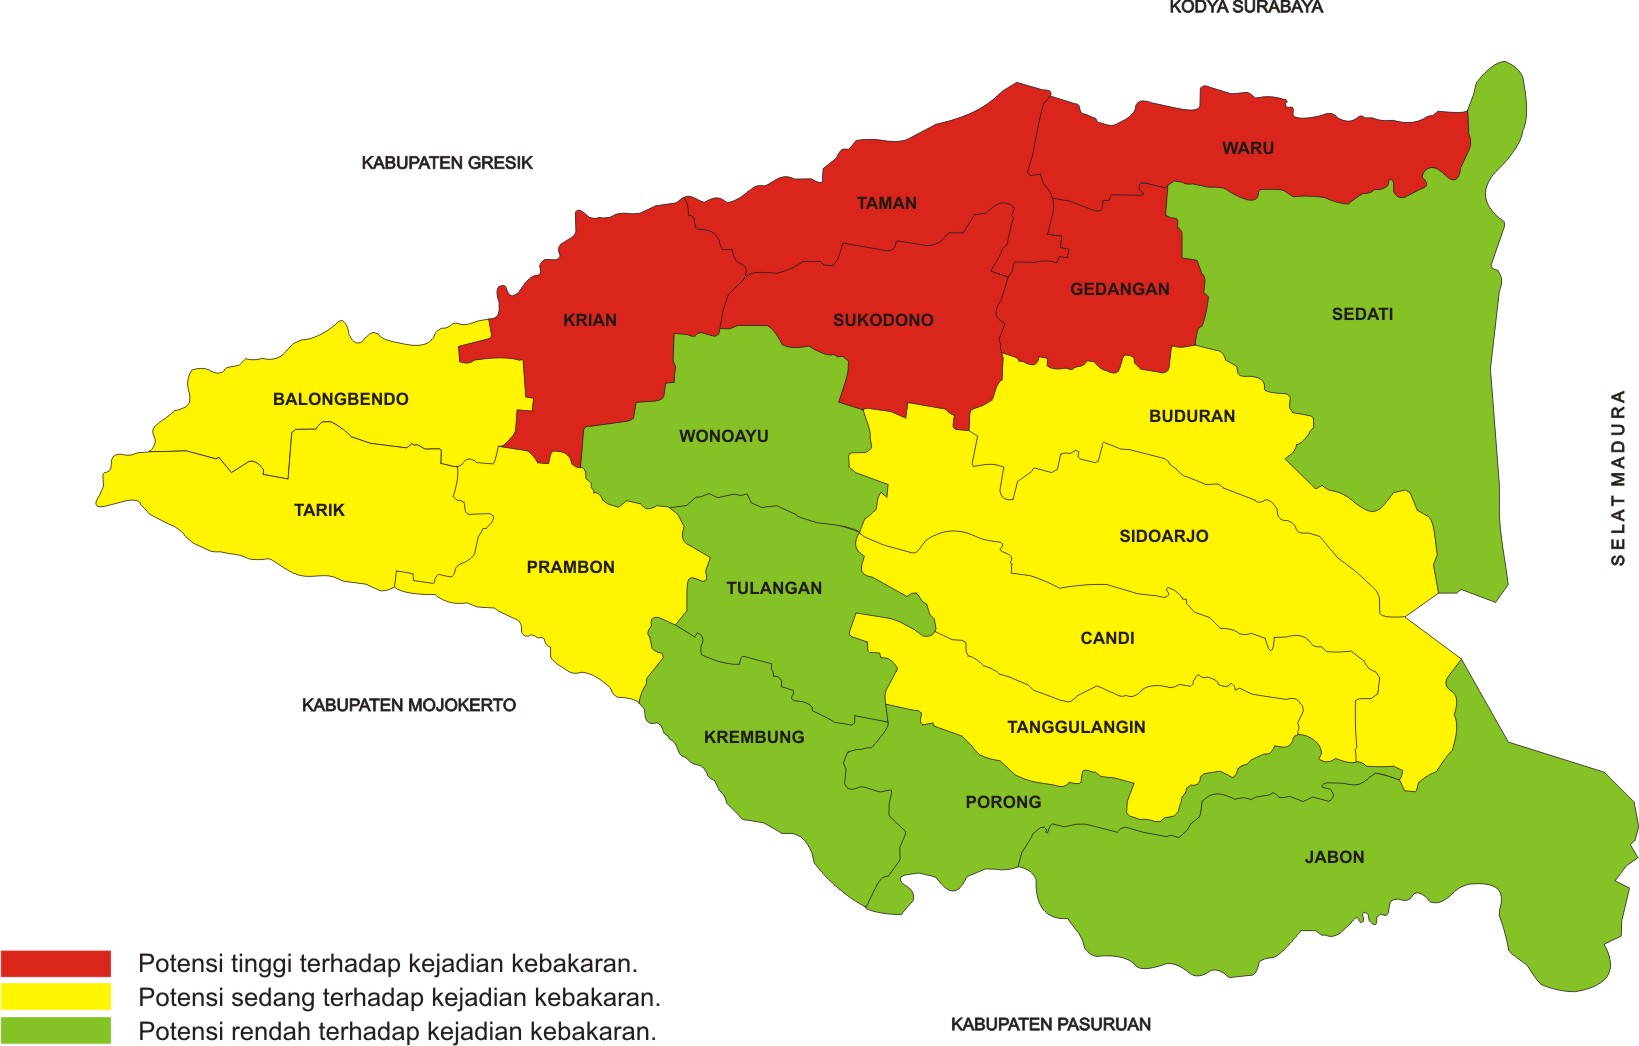 KODYA SURABAYA
KABUPATEN GRESIK
WARU
TAMAN
GEDANGAN
SEDATI
KRIAN
SUKODONO
BALONGBENDO
BUDURAN
WONOAYU
SELAT MADURA
TARIK
SIDOARJO
PRAMBON
TULANGAN
CANDI
KABUPATEN MOJOKERTO
TANGGULANGIN
KREMBUNG
PORONG
JABON
Potensi tinggi terhadap kejadian kebakaran.
Potensi sedang terhadap kejadian kebakaran.
Potensi rendah terhadap kejadian kebakaran.
KABUPATEN PASURUAN